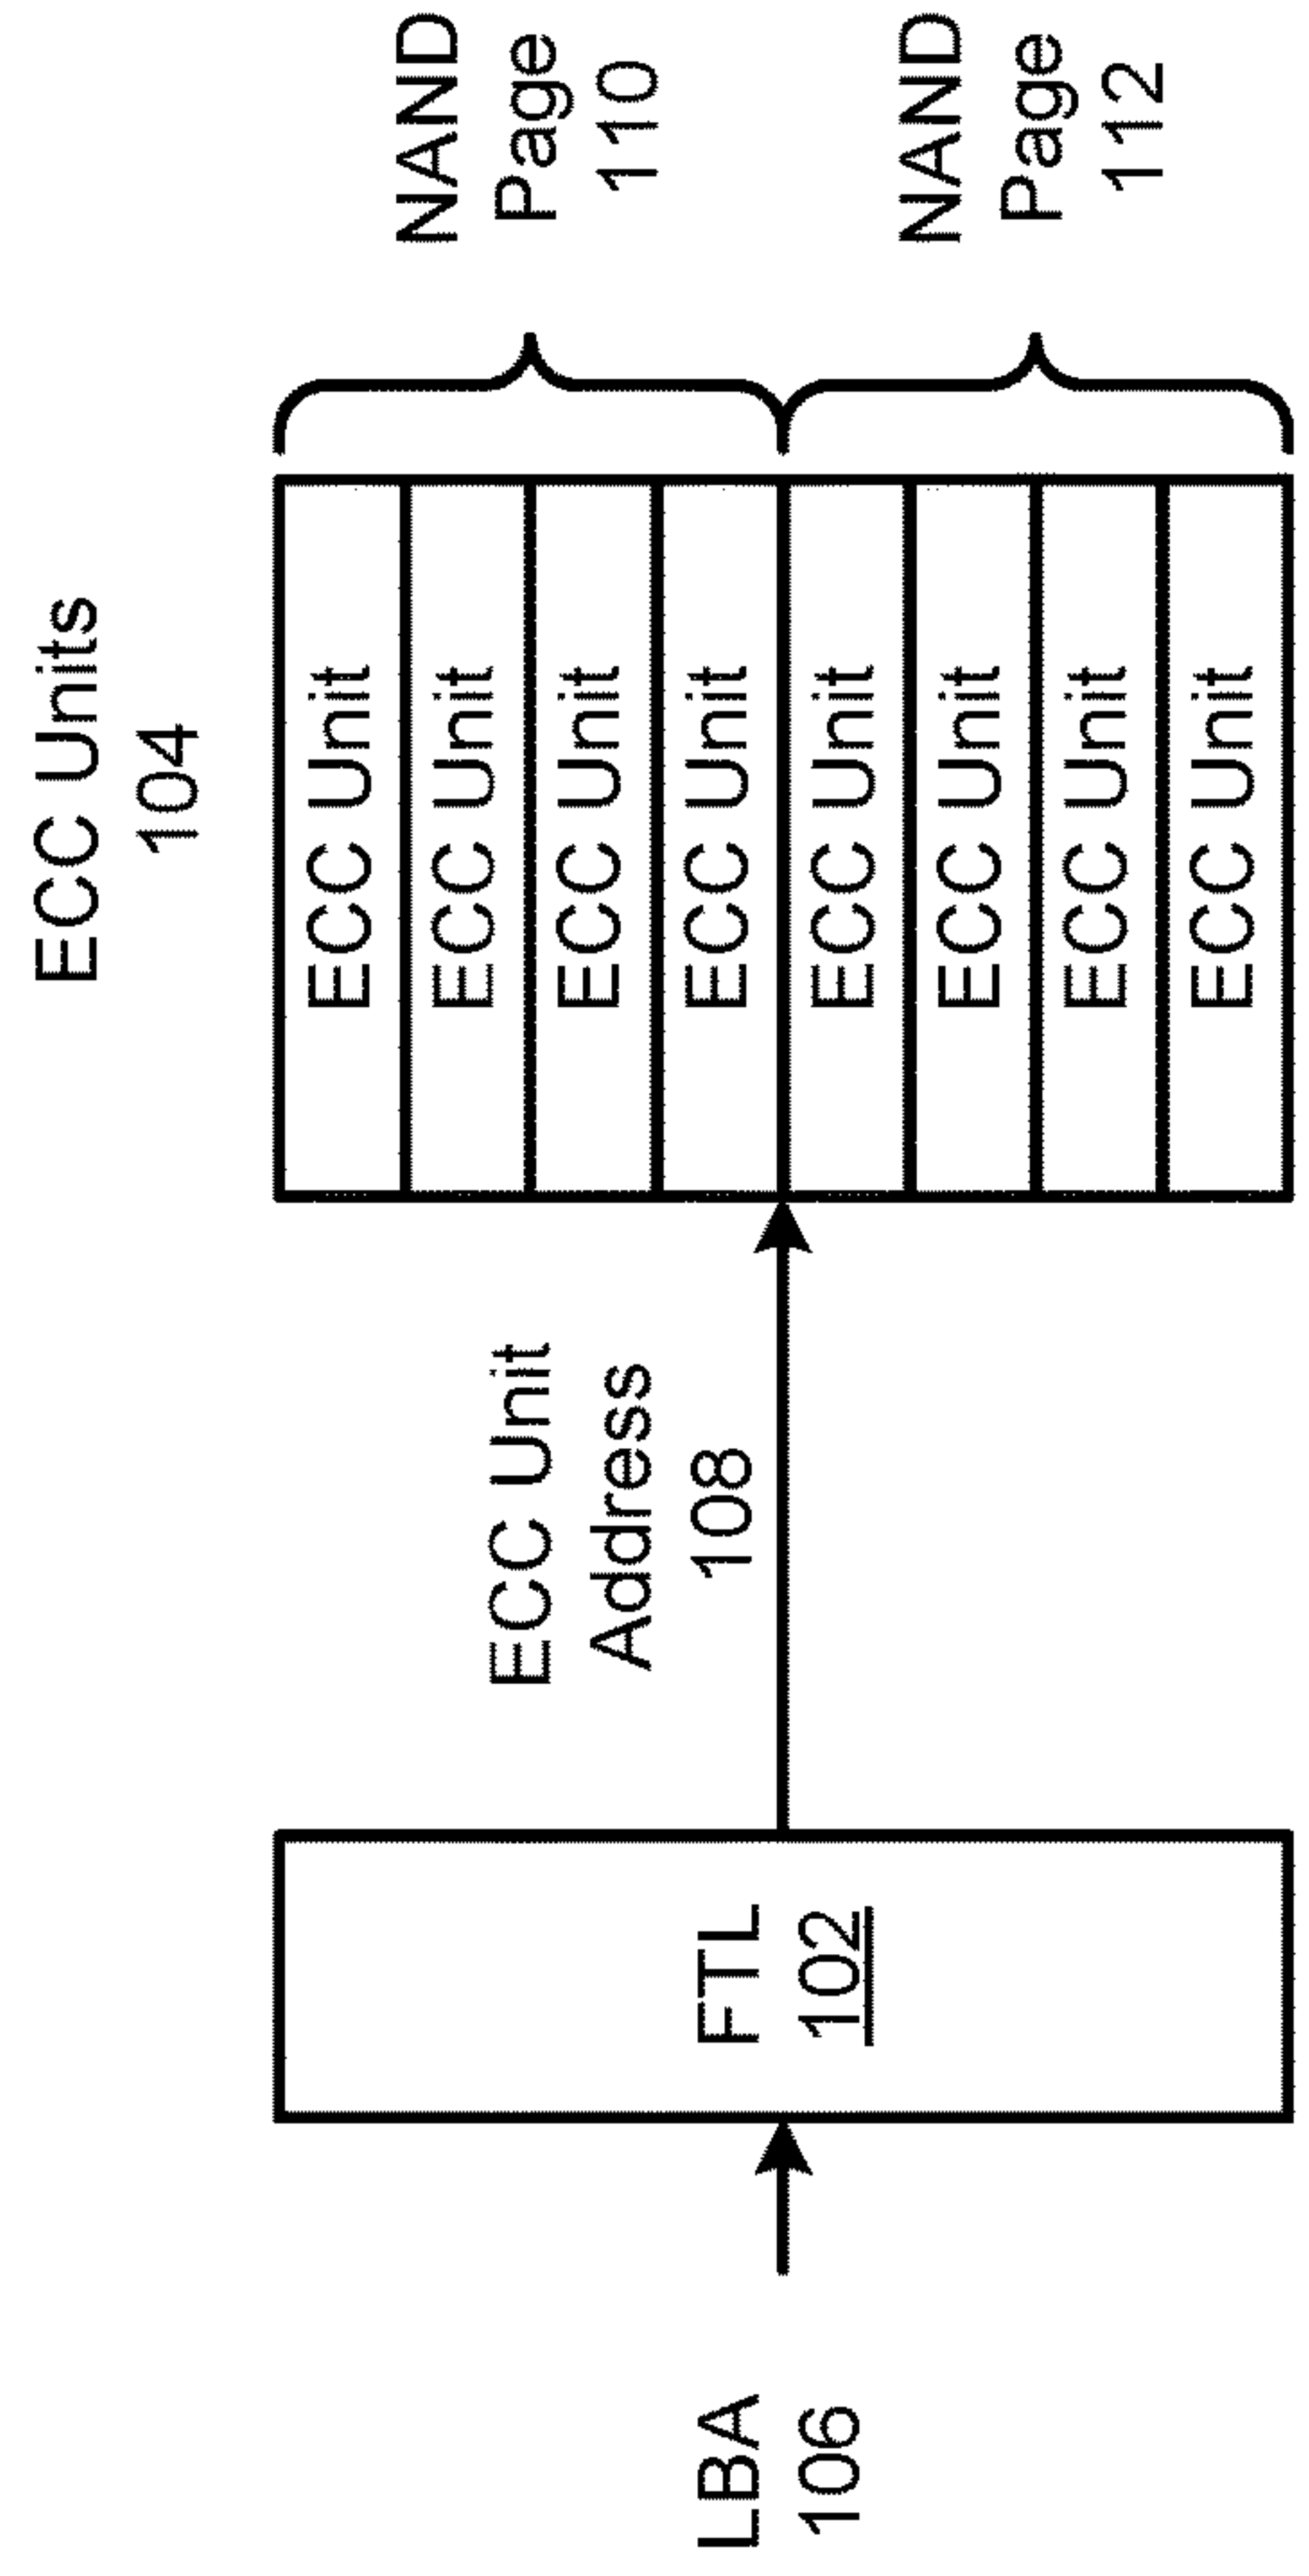 ECC Units
104
LBA
106
FTL
102
ECC Unit
Address
108
ECC Unit
ECC Unit
ECC Unit
ECC Unit
ECC Unit
ECC Unit
ECC Unit
ECC Unit
NAND
Page
110
NAND
Page
112